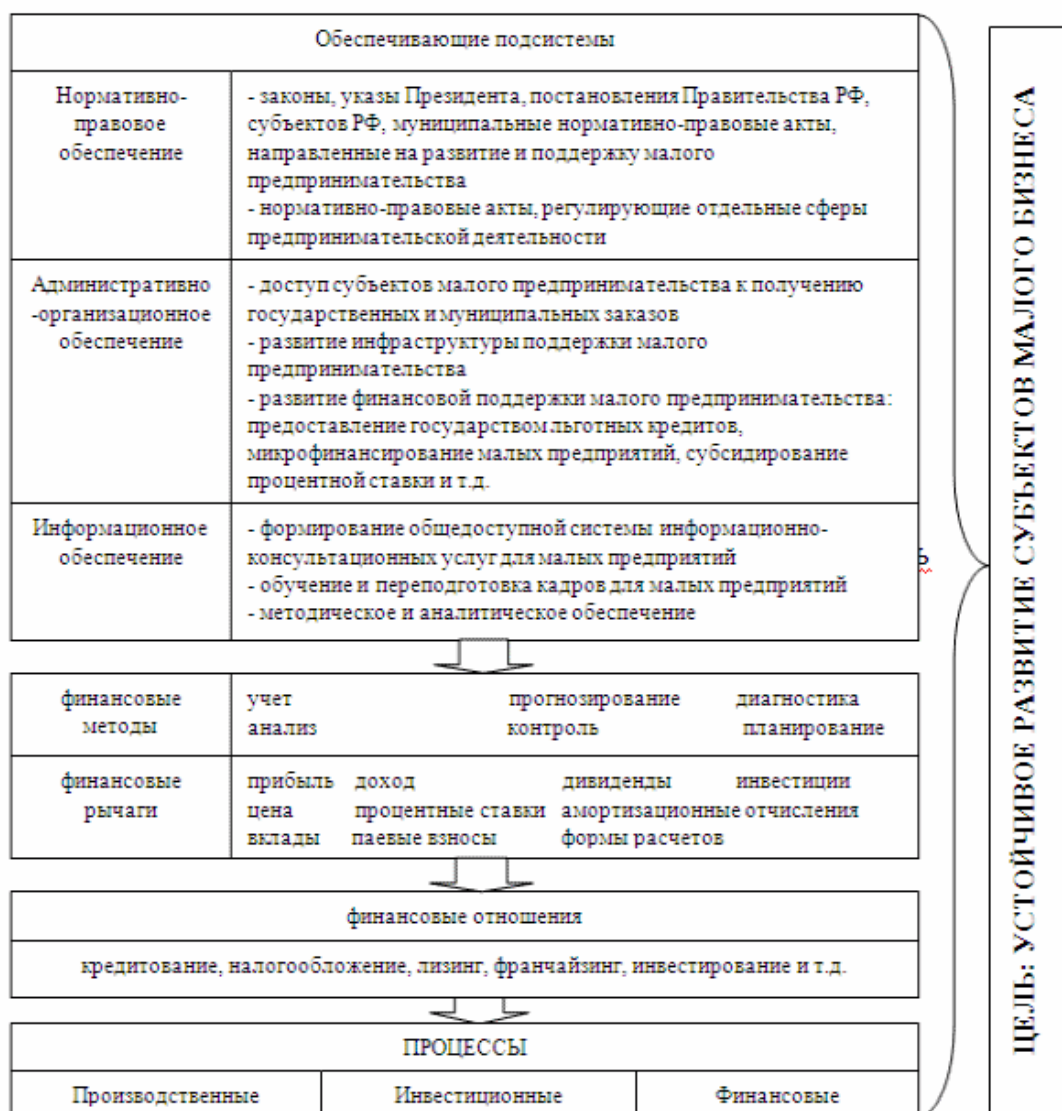 Обеспечивающие подсистемы
Нормативно-
правовое
обеспечение
- законы, указы Президента, постановления Правительства РФ,
субъектов РФ, муниципальные нормативно-правовые акты,
направленные на развитие и поддержку малого
предпринимательства
- нормативно-правовые акты, регулирующие отдельные сферы
предпринимательской деятельности
Административно
-организационное
обеспечение
- доступ субъектов малого предпринимательства к получению
государственных и муниципальных заказов
- развитие инфраструктуры поддержки малого
предпринимательства
- развитие финансовой поддержки малого предпринимательства:
предоставление государством льготных кредитов,
микрофинансирование малых предприятий, субсидирование
процентной ставки и т.д.
Информационное
обеспечение
- формирование общедоступной системы информационно-
консультационных услуг для малых предприятий
- обучение и переподготовка кадров для малых предприятий
- методическое и аналитическое обеспечение
финансовые
методы
учет прогнозирование диагностика
анализ контроль планирование
финансовые
рычаги
прибыль доход дивиденды инвестиции
цена процентные ставки амортизационные отчисления
вклады паевые взносы формы расчетов
финансовые отношения
кредитование, налогообложение, лизинг, франчайзинг, инвестирование и т.д.
ПРОЦЕССЫ
Производственные Инвестиционные Финансовые
ЦЕЛЬ: УСТОЙЧИВОЕ РАЗВИТИЕ СУБЪЕКТОВ МАЛОГО БИЗНЕСА